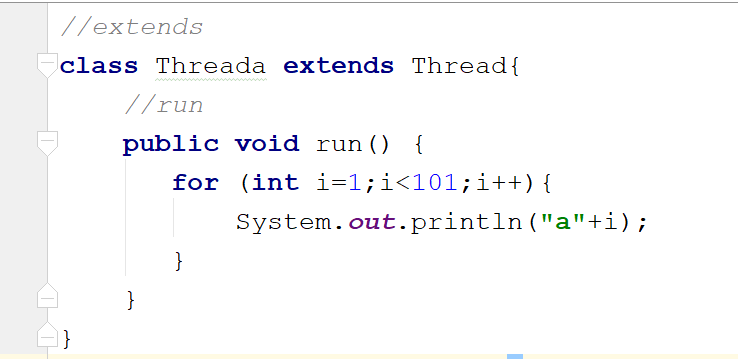 //extends
class Threada extends Thread{
//run
public void run() {
for (int i=1;i<101;i++){
System.out.println("a"+i);
}
}
}